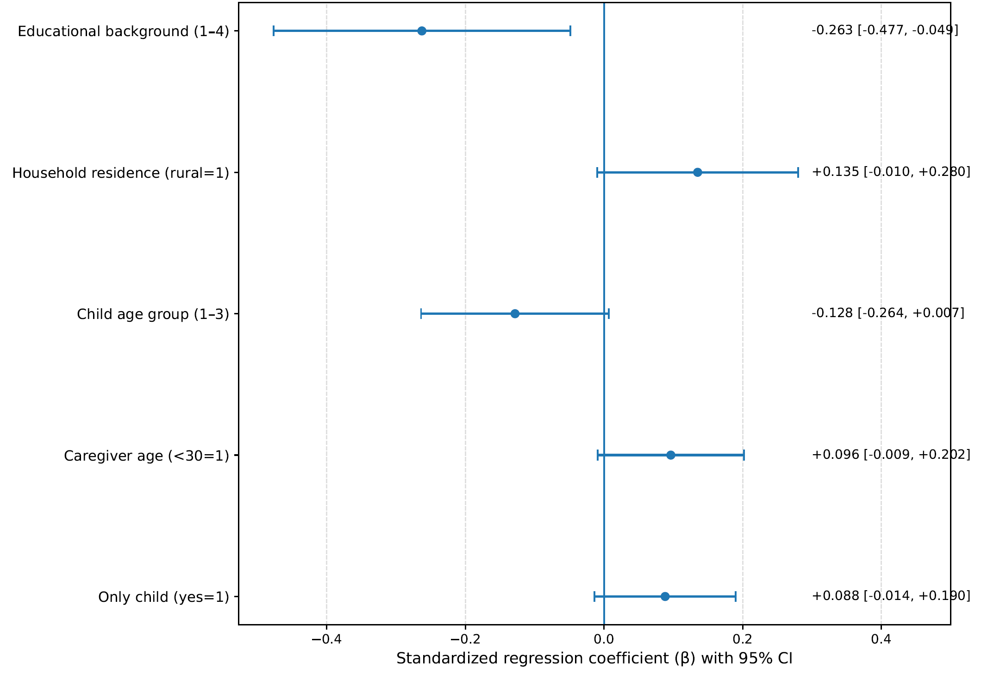 Educational background (1–4) -0.263 [-0.477, -0.049]
Household residence (rural=1) +0.135 [-0.010, +0.280]
Child age group (1–3) -0.128 [-0.264, +0.007]
Caregiver age (<30=1) +0.096 [-0.009, +0.202]
Only child (yes=1) +0.088 [-0.014, +0.190]
−0.4 −0.2 0.0 0.2 0.4
Standardized regression coefficient (β) with 95% CI